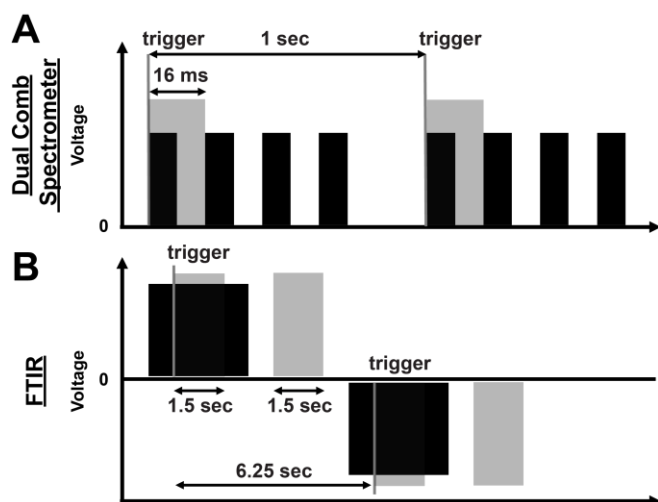 A
trigger
1 sec
trigger
16 ms
Dual Comb
Spectrometer
Voltage
0
B
trigger
FTIR
Voltage
0
trigger
1.5 sec
1.5 sec
6.25 sec